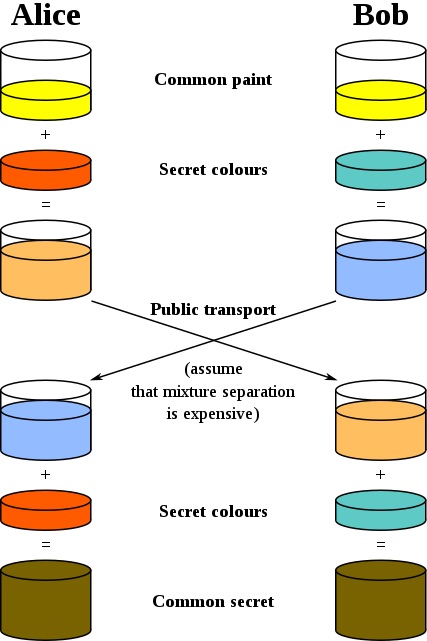 Alice Bob
Common paint
+ +
Secret colours
= =
Public transport
(assume
that mixture separation
is expensive)
+ +
Secret colours
= =
Common secret